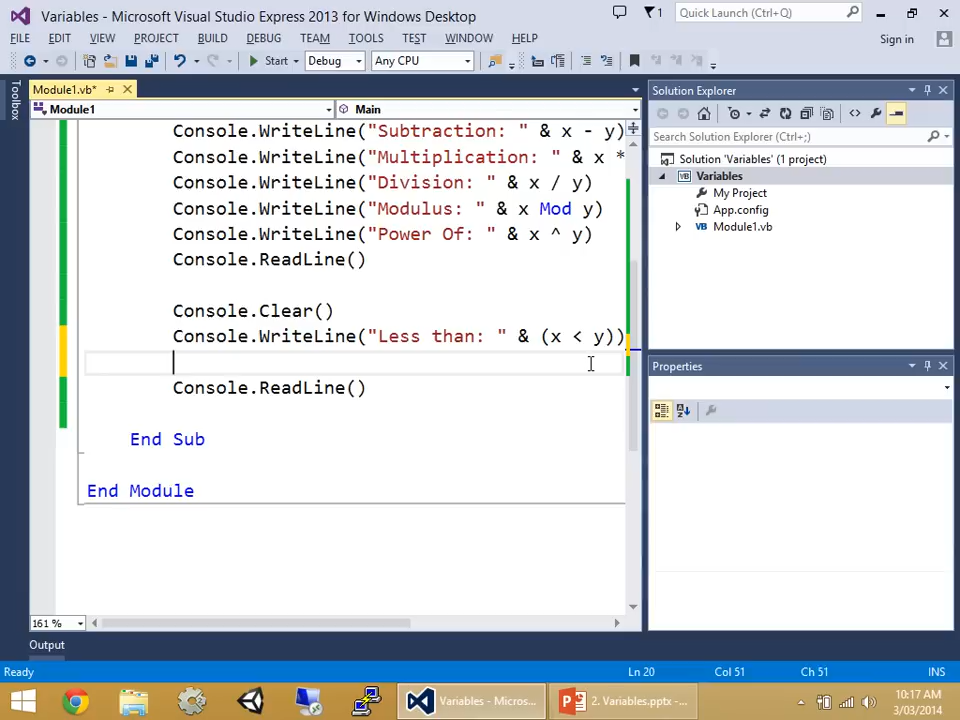 Variables - Microsoft Visual Studio Express 2013 for Windows Desktop
1
Quick Launch (Ctrl+Q)
FILE EDIT VIEW PROJECT BUILD DEBUG TEAM TOOLS TEST WINDOW HELP
Sign in
Start Debug Any CPU
Toolbox
Module1.vb*
Module1 Main
Console.WriteLine("Subtraction: " & x - y)
Console.WriteLine("Multiplication: " & x *
Console.WriteLine("Division: " & x / y)
Console.WriteLine("Modulus: " & x Mod y)
Console.WriteLine("Power Of: " & x ^ y)
Console.ReadLine()
Console.Clear()
Console.WriteLine("Less than: " & (x < y))
Console.ReadLine()
End Sub
End Module
161 %
Solution Explorer
Search Solution Explorer (Ctrl+;)
Solution 'Variables' (1 project)
Variables
My Project
App.config
Module1.vb
Properties
Output
Ready Ln 20 Col 51 Ch 51 INS
Variables - Micros...
2. Variables.pptx - ...
10:17 AM
3/03/2014